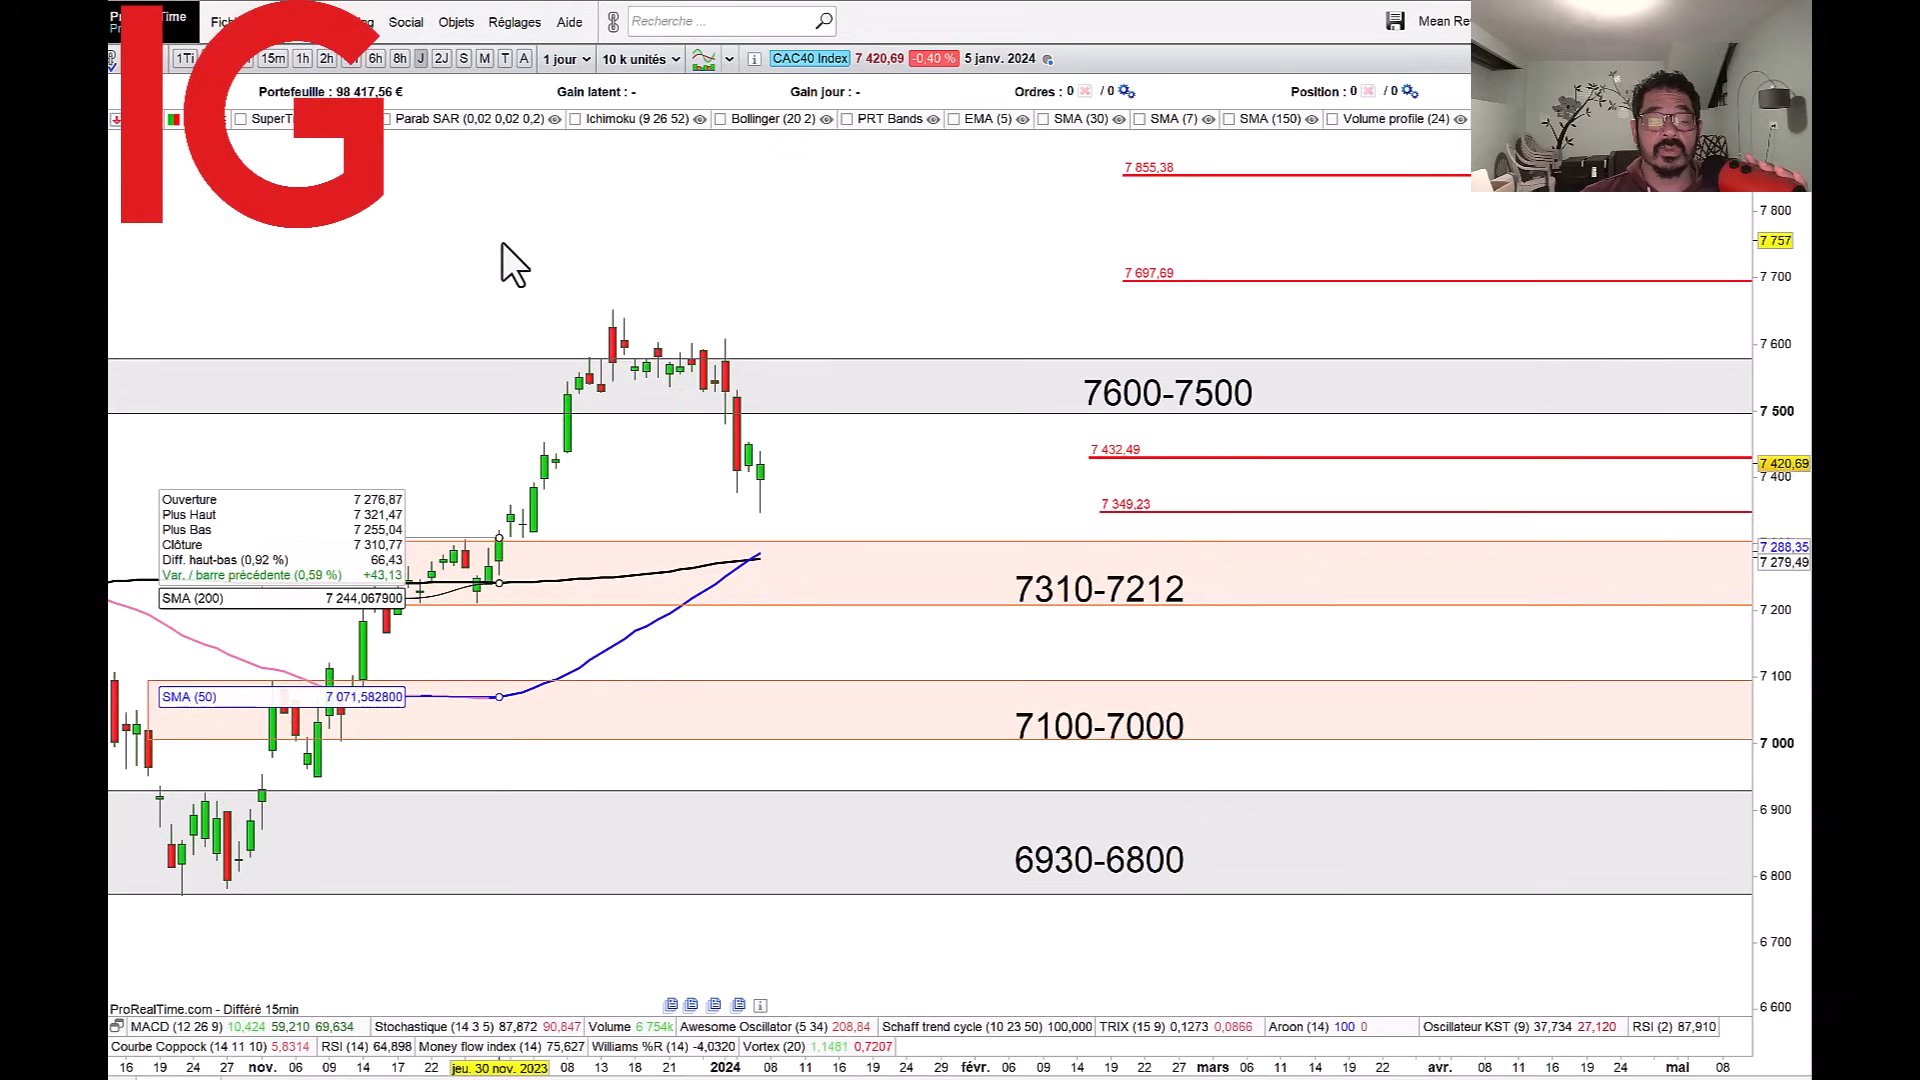 IG
Social Objets Réglages Aide Recherche ... Mean Re
15m 1h 2h 6h 8h J 2J S M T A 1 jour 10 k unités CAC40 Index 7 420,69 -0,40 % 5 janv. 2024
Portefeuille : 98 417,56 € Gain latent : - Gain jour : - Ordres : 0 / 0 Position : 0 / 0
Parab SAR (0,02 0,02 0,2) Ichimoku (9 26 52) Bollinger (20 2) PRT Bands EMA (5) SMA (30) SMA (7) SMA (150) Volume profile (24)
7 855,38
7 800
7 757
7 697,69
7 700
7 600
7600-7500
7 500
7 432,49
7 420,69
7 400
7 349,23
Ouverture 7 276,87
Plus Haut 7 321,47
Plus Bas 7 255,04
Clôture 7 310,77
Diff. haut-bas (0,92 %) 66,43
Var. / barre précédente (0,59 %) +43,13
SMA (200) 7 244,067900
7 288,35
7 279,49
7310-7212
7 200
7 100
SMA (50) 7 071,582800
7100-7000
7 000
6 900
6930-6800
6 800
6 700
6 600
ProRealTime.com - Différé 15min
MACD (12 26 9) 10,424 59,210 69,634 Stochastique (14 3 5) 87,872 90,847 Volume 6 754k Awesome Oscillator (5 34) 208,84 Schaff trend cycle (10 23 50) 100,000 TRIX (15 9) 0,1273 0,0866 Aroon (14) 100 0 Oscillateur KST (9) 37,734 27,120 RSI (2) 87,910
Courbe Coppock (14 11 10) 5,8314 RSI (14) 64,898 Money flow index (14) 75,627 Williams %R (14) -4,0320 Vortex (20) 1,1481 0,7207
16 19 24 27 nov. 06 09 14 17 22 jeu. 30 nov. 2023 08 13 18 21 2024 08 11 16 19 24 29 févr. 06 09 14 19 22 27 mars 06 11 14 19 22 avr. 08 11 16 19 24 mai 08